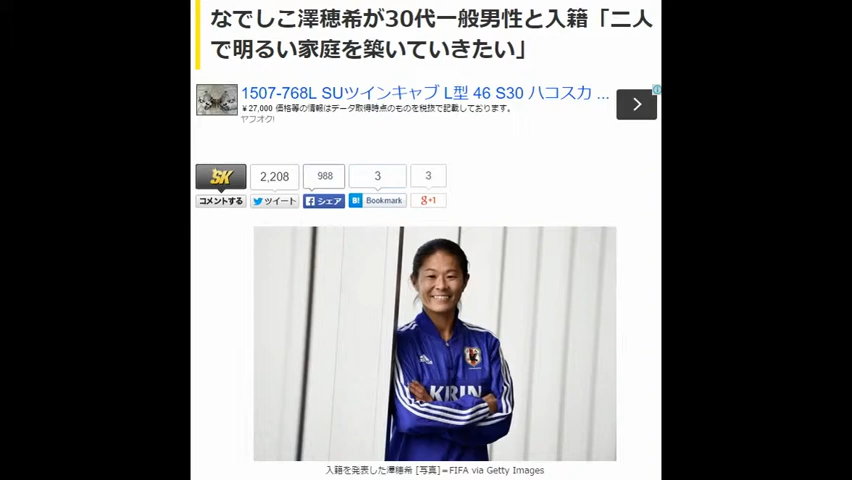 なでしこ澤穂希が30代一般男性と入籍「二人
で明るい家庭を築いていきたい」
1507-768L SUツインキャブ L型 46 S30 ハコスカ ...
¥27,000 価格等の情報はデータ取得時点のものを税抜で記載しております。
ヤフオク!
SK
2,208
988
3
3
コメントする
ツイート
シェア
B! Bookmark
g+1
KIRIN
入籍を発表した澤穂希 [写真]=FIFA via Getty Images